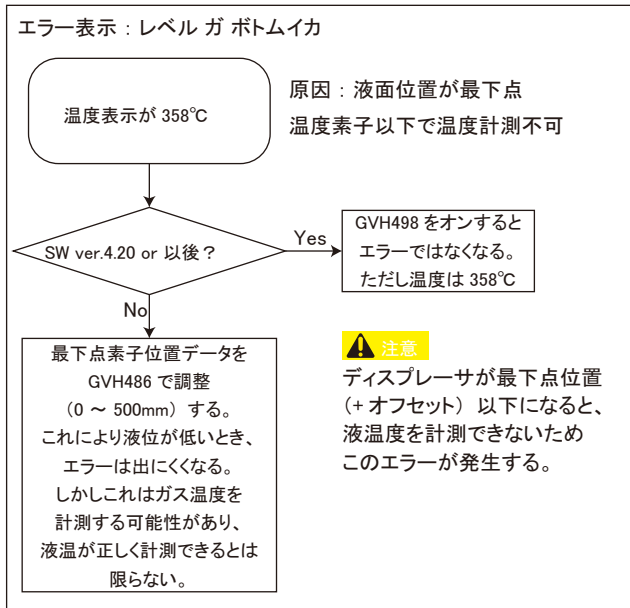 エラー表示 : レベル ガ ボトムイカ
温度表示が 358℃
原因 : 液面位置が最下点
温度素子以下で温度計測不可
SW ver.4.20 or 以後?
Yes
GVH498 をオンすると
エラーではなくなる。
ただし温度は 358℃
No
最下点素子位置データを
GVH486 で調整
(0 ~ 500mm) する。
これにより液位が低いとき、
エラーは出にくくなる。
しかしこれはガス温度を
計測する可能性があり、
液温が正しく計測できるとは
限らない。
注意
ディスプレーサが最下点位置
(+ オフセット) 以下になると、
液温度を計測できないため
このエラーが発生する。